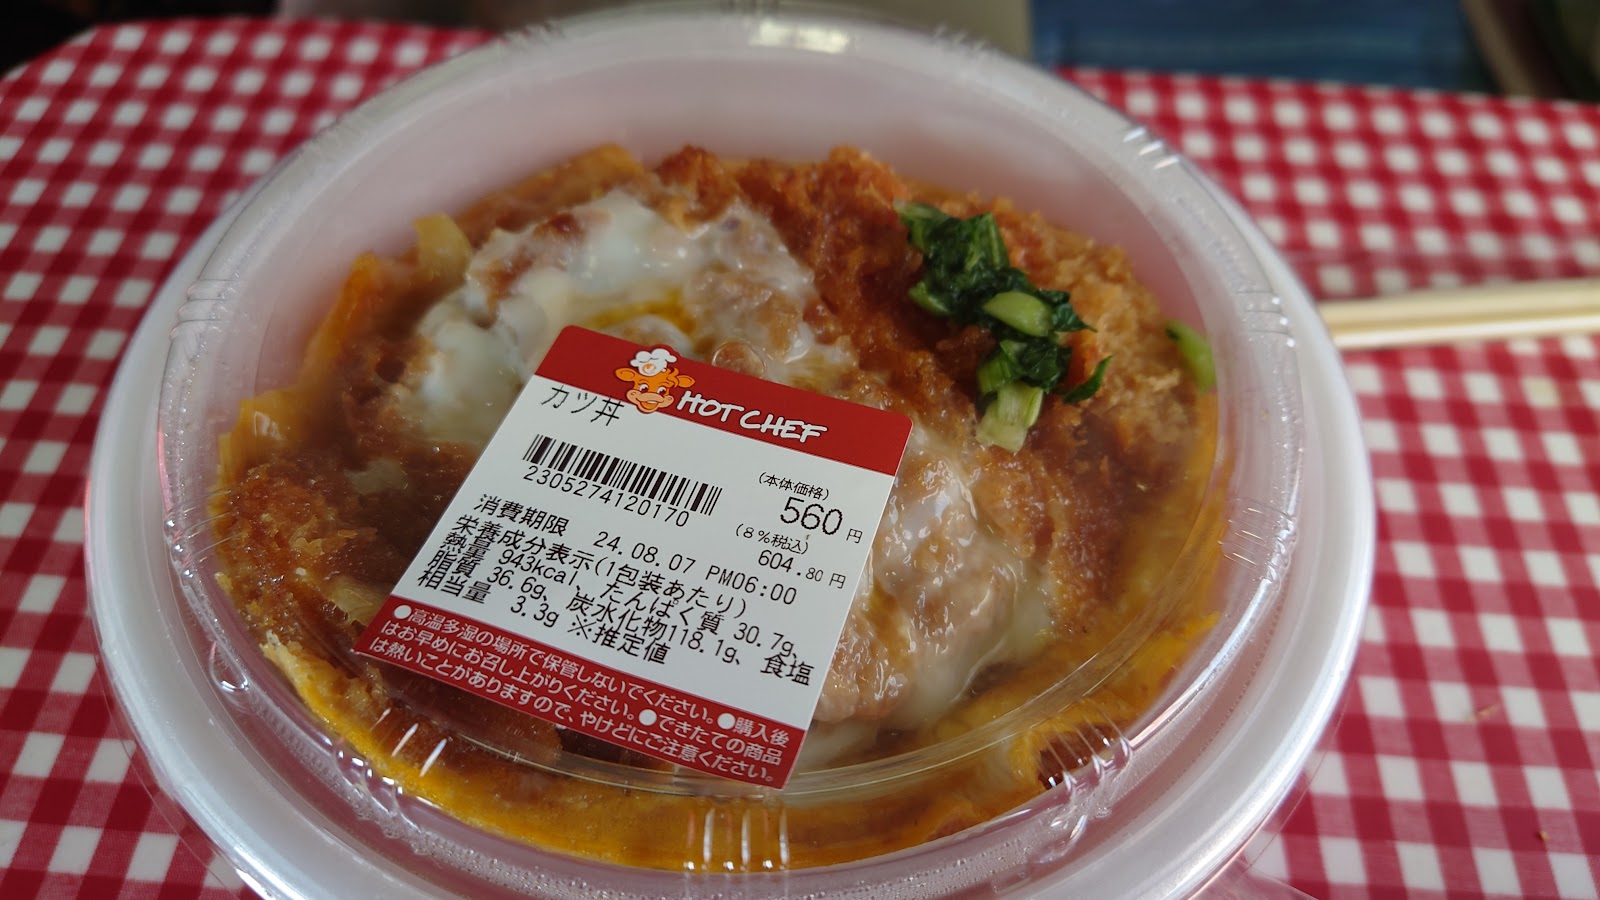 HOT CHEF
カツ丼
2305274120170
(本体価格)
560円
(8%税込)
604.80円
消費期限 24.08.07 PM06:00
栄養成分表示(1包装あたり)
熱量 943kcal、たんぱく質 30.7g、
脂質 36.6g、炭水化物118.1g、食塩
相当量 3.3g ※推定値
●高温多湿の場所で保管しないでください。●購入後
はお早めにお召し上がりください。●できたての商品
は熱いことがありますので、やけどにご注意ください。